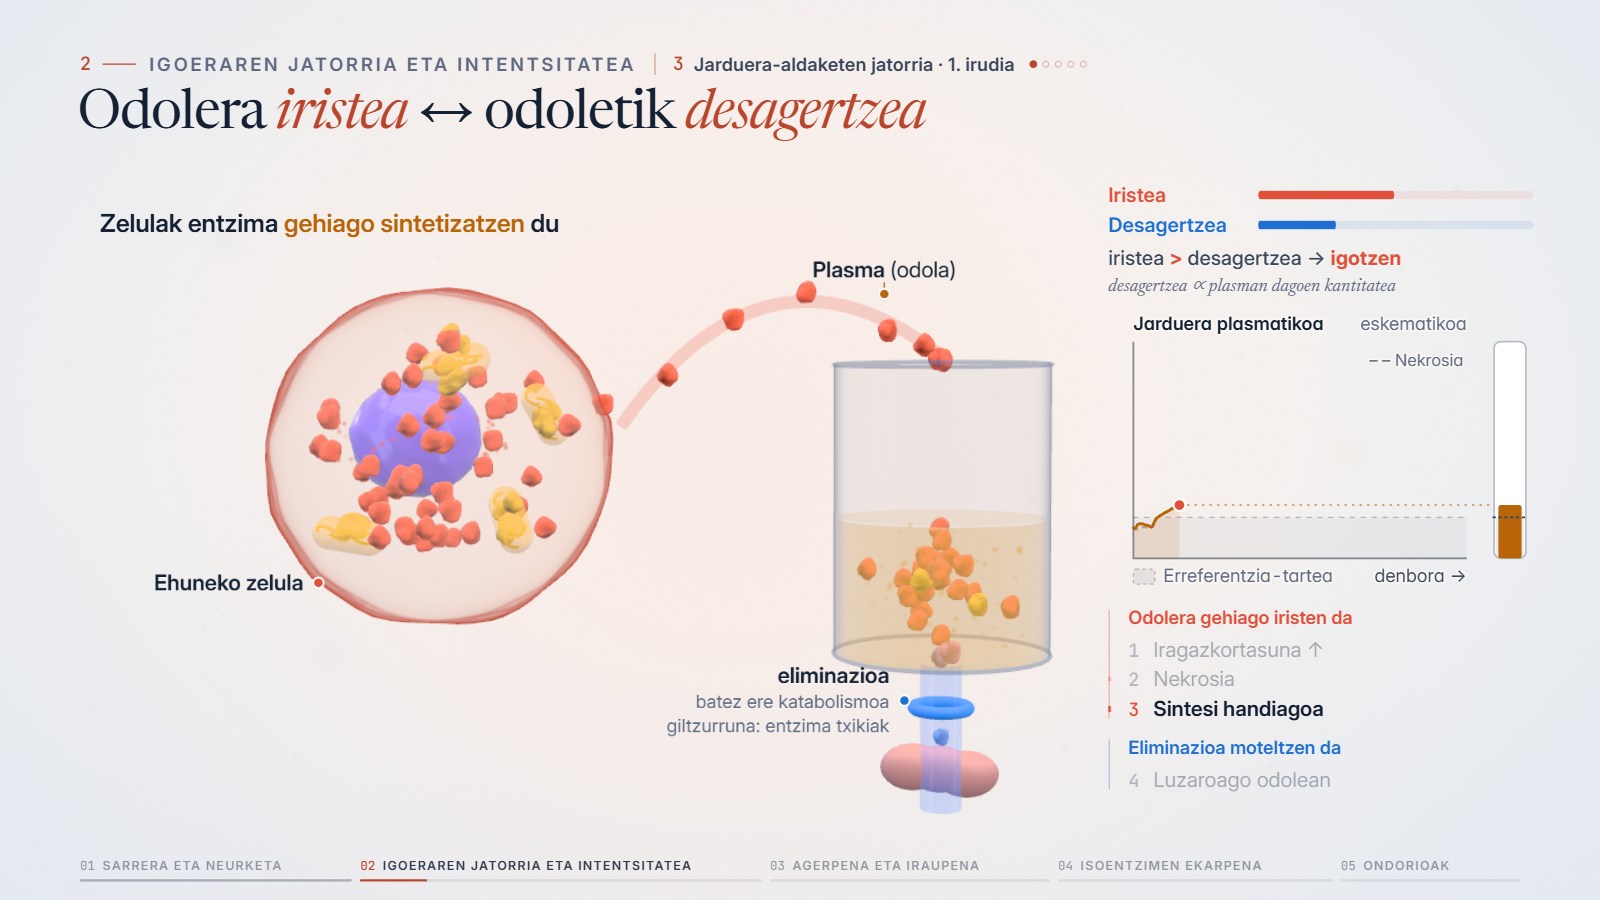 2 — IGOERAREN JATORRIA ETA INTENTSITATEA | 3 Jarduera-aldaketen jatorria · 1. irudia
Odolera iristea ↔ odoletik desagertzea
Zelulak entzima gehiago sintetizatzen du
Plasma (odola)
Ehuneko zelula
eliminazioa
batez ere katabolismoa
giltzurruna: entzima txikiak
Iristea
Desagertzea
iristea > desagertzea → igotzen
desagertzea ∝ plasman dagoen kantitatea
Jarduera plasmatikoa eskematikoa
-- Nekrosia
Erreferentzia-tartea denbora →
Odolera gehiago iristen da
1 Iragazkortasuna ↑
2 Nekrosia
3 Sintesi handiagoa
Eliminazioa moteltzen da
4 Luzaroago odolean
01 SARRERA ETA NEURKETA 02 IGOERAREN JATORRIA ETA INTENTSITATEA 03 AGERPENA ETA IRAUPENA 04 ISOENTZIMEN EKARPENA 05 ONDORIOAK